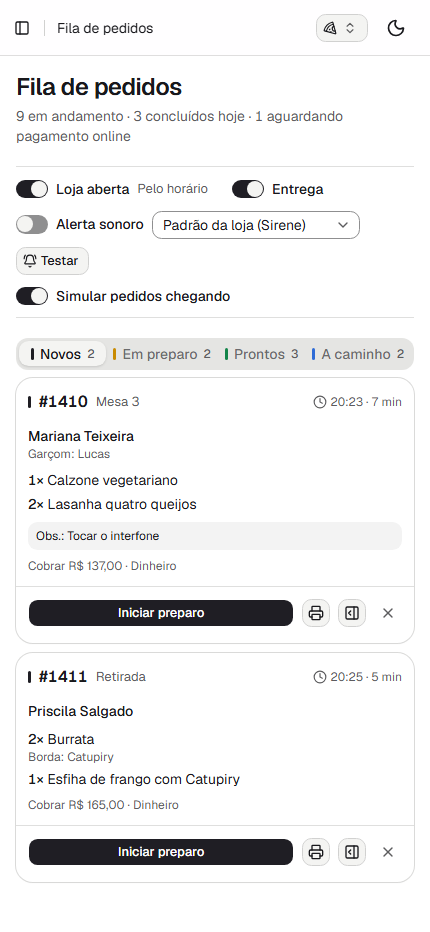 Fila de pedidos
Fila de pedidos
9 em andamento · 3 concluídos hoje · 1 aguardando
pagamento online
Loja aberta Pelo horário Entrega
Alerta sonoro Padrão da loja (Sirene)
Testar
Simular pedidos chegando
Novos 2 Em preparo 2 Prontos 3 A caminho 2
#1410 Mesa 3 20:23 · 7 min
Mariana Teixeira
Garçom: Lucas
1× Calzone vegetariano
2× Lasanha quatro queijos
Obs.: Tocar o interfone
Cobrar R$ 137,00 · Dinheiro
Iniciar preparo
#1411 Retirada 20:25 · 5 min
Priscila Salgado
2× Burrata
Borda: Catupiry
1× Esfiha de frango com Catupiry
Cobrar R$ 165,00 · Dinheiro
Iniciar preparo